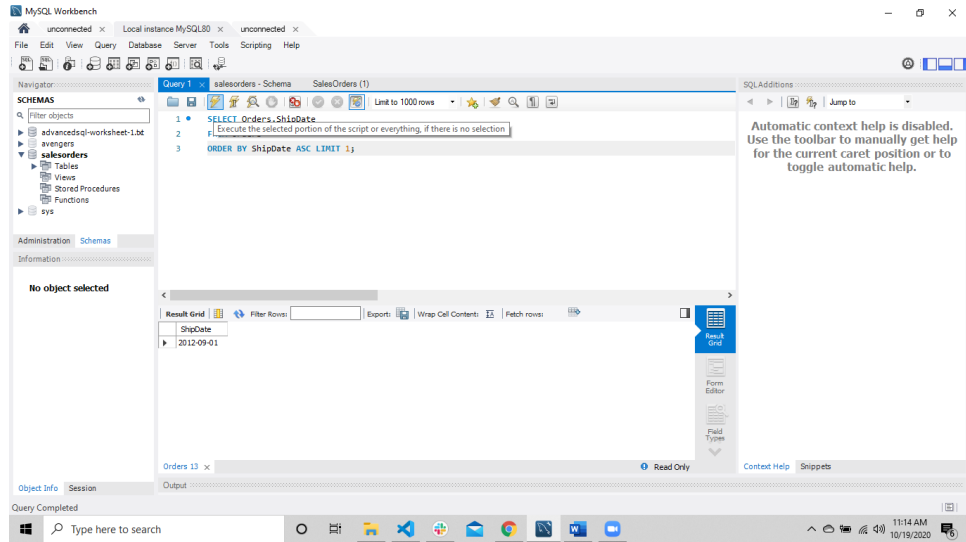 MySQL Workbench
unconnected × Local instance MySQL80 × unconnected ×
File Edit View Query Database Server Tools Scripting Help
Navigator
SCHEMAS
Filter objects
advancedsql-worksheet-1.txt
avengers
salesorders
Tables
Views
Stored Procedures
Functions
sys
Administration Schemas
Information
No object selected
Object Info Session
Query 1 × salesorders - Schema SalesOrders (1)
Limit to 1000 rows
1 SELECT Orders.ShipDate
Execute the selected portion of the script or everything, if there is no selection
2
3 ORDER BY ShipDate ASC LIMIT 1;
Result Grid Filter Rows: Export: Wrap Cell Content: Fetch rows:
ShipDate
2012-09-01
Result Grid
Form Editor
Field Types
Orders 13 × Read Only
Output
SQLAdditions
Jump to
Automatic context help is disabled.
Use the toolbar to manually get help
for the current caret position or to
toggle automatic help.
Context Help Snippets
Query Completed
Type here to search
11:14 AM
10/19/2020
6